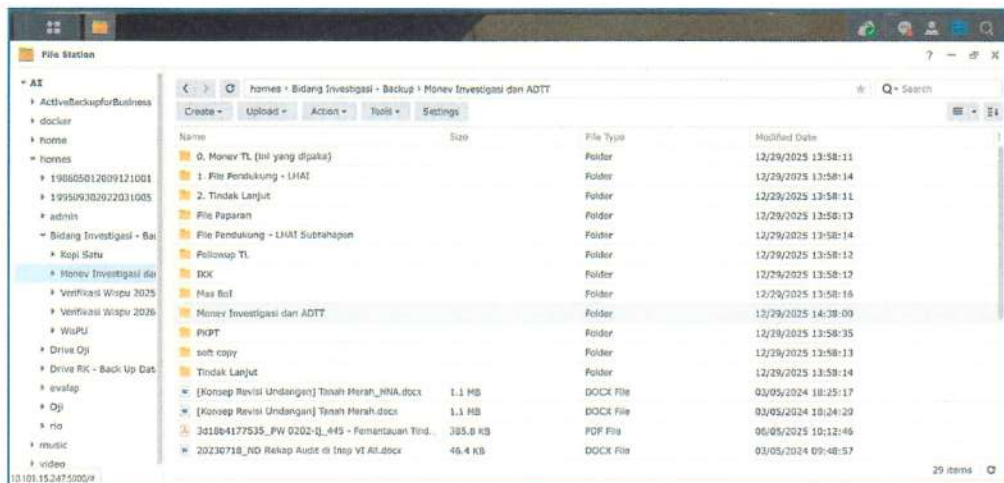 File Station
AI
ActiveBackupforBusiness
docker
home
homes
198605012009121001
199509302022031005
admin
Bidang Investigasi - Bac
Kopi Satu
Monev Investigasi dan
Verifikasi Wispu 2025
Verifikasi Wispu 2026
WisPU
Drive Oji
Drive RK - Back Up Data
evalap
Oji
rio
music
video
10.101.15.247:5000/#
homes Bidang Investigasi - Backup Monev Investigasi dan ADTT
Search
Create Upload Action Tools Settings
Name Size File Type Modified Date
0. Monev TL (ini yang dipake) Folder 12/29/2025 13:58:11
1. File Pendukung - LHAI Folder 12/29/2025 13:58:14
2. Tindak Lanjut Folder 12/29/2025 13:58:11
File Paparan Folder 12/29/2025 13:58:13
File Pendukung - LHAI Subtahapan Folder 12/29/2025 13:58:14
Followup TL Folder 12/29/2025 13:58:12
IKK Folder 12/29/2025 13:58:12
Mas Bol Folder 12/29/2025 13:58:16
Monev Investigasi dan ADTT Folder 12/29/2025 14:38:00
PKPT Folder 12/29/2025 13:58:35
soft copy Folder 12/29/2025 13:58:13
Tindak Lanjut Folder 12/29/2025 13:58:14
[Konsep Revisi Undangan] Tanah Merah_NNA.docx 1.1 MB DOCX File 03/05/2024 18:25:17
[Konsep Revisi Undangan] Tanah Merah.docx 1.1 MB DOCX File 03/05/2024 18:24:20
3d18b4177535_PW 0202-Ij_445 - Pemantauan Tind... 385.8 KB PDF File 06/05/2025 10:12:46
20230718_ND Rekap Audit di Insp VI All.docx 46.4 KB DOCX File 03/05/2024 09:48:57
29 items